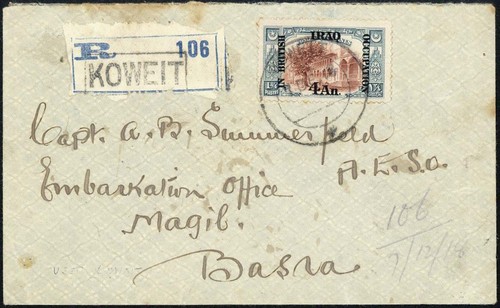 R 106
KOWEIT
IRAQ
IN BRITISH
OCCUPATION
4 An.
Capt. A. B. Summerfield
A.E.S.O.
Embarkation Office
Magil.
Basra
106